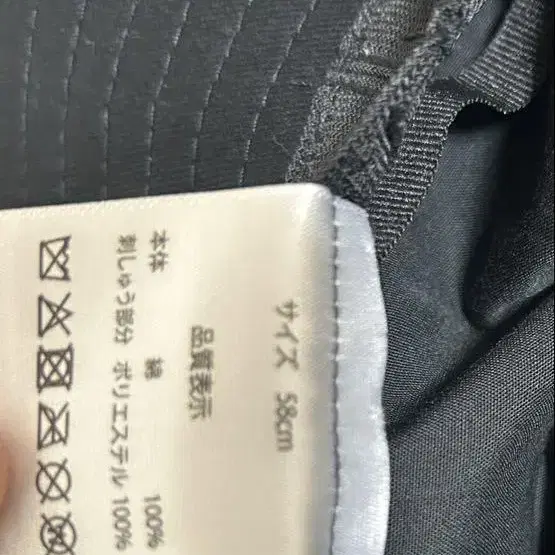 サイズ 58cm
品質表示
本体 綿 100%
刺しゅう部分 ポリエステル 100%